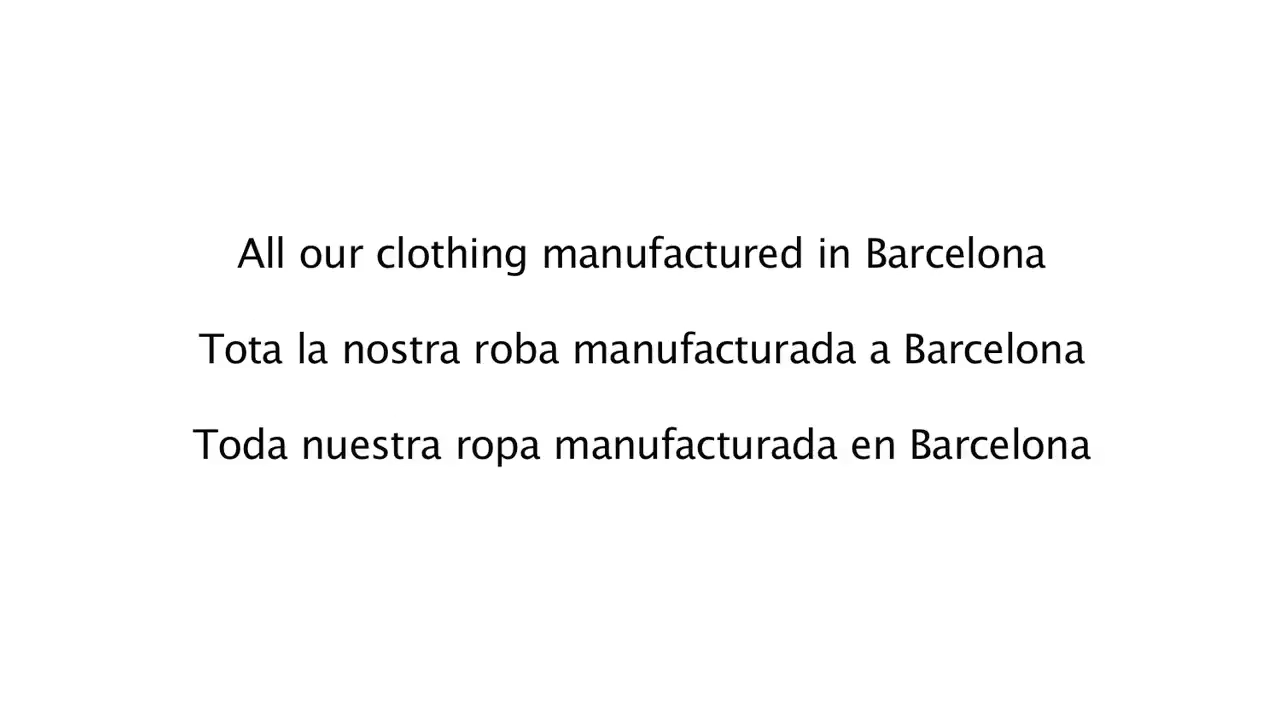 All our clothing manufactured in Barcelona
Tota la nostra roba manufacturada a Barcelona
Toda nuestra ropa manufacturada en Barcelona